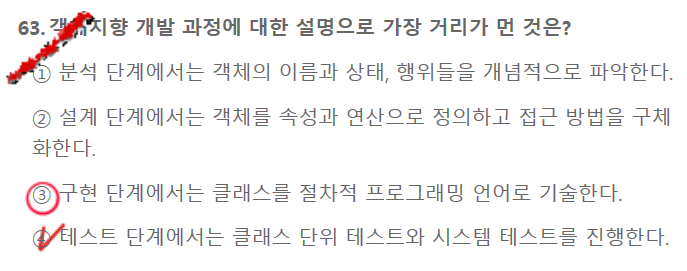 63. 객체지향 개발 과정에 대한 설명으로 가장 거리가 먼 것은?
① 분석 단계에서는 객체의 이름과 상태, 행위들을 개념적으로 파악한다.
② 설계 단계에서는 객체를 속성과 연산으로 정의하고 접근 방법을 구체
화한다.
③ 구현 단계에서는 클래스를 절차적 프로그래밍 언어로 기술한다.
④ 테스트 단계에서는 클래스 단위 테스트와 시스템 테스트를 진행한다.